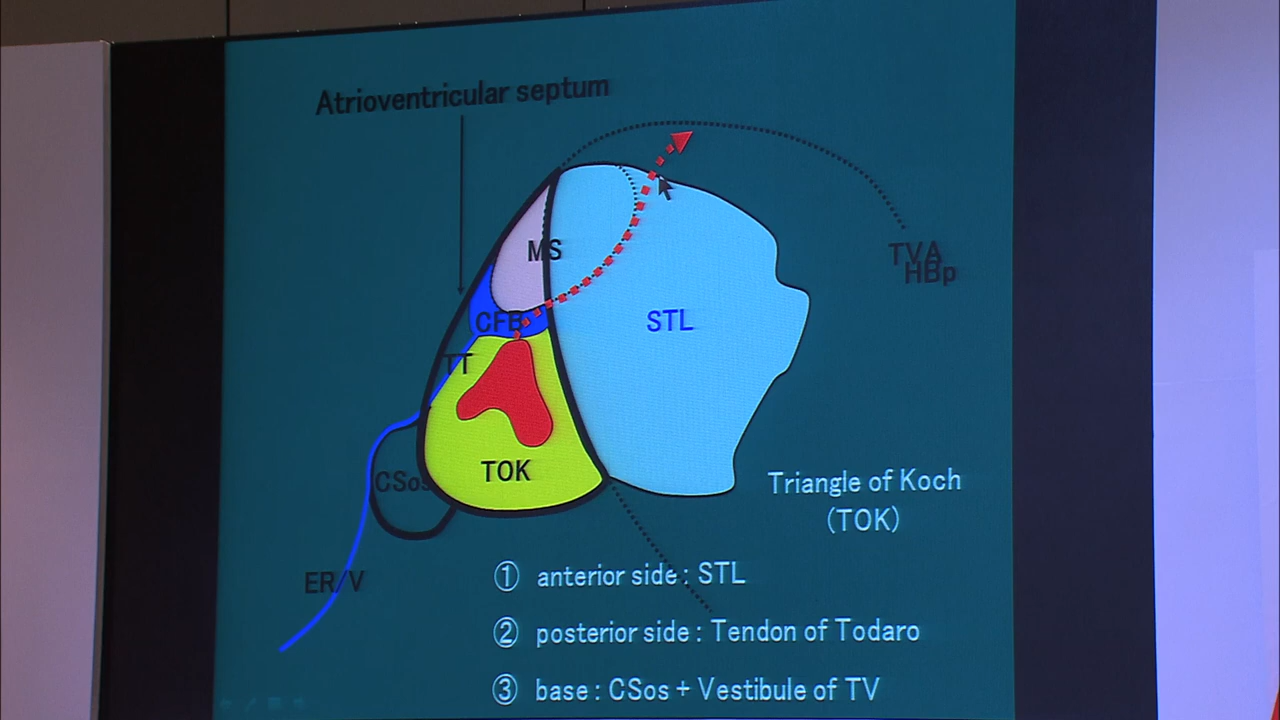 Atrioventricular septum
MS
TVA
HBp
CFB
STL
TT
TOK
CSos
ER/V
Triangle of Koch
(TOK)
① anterior side : STL
② posterior side : Tendon of Todaro
③ base : CSos + Vestibule of TV